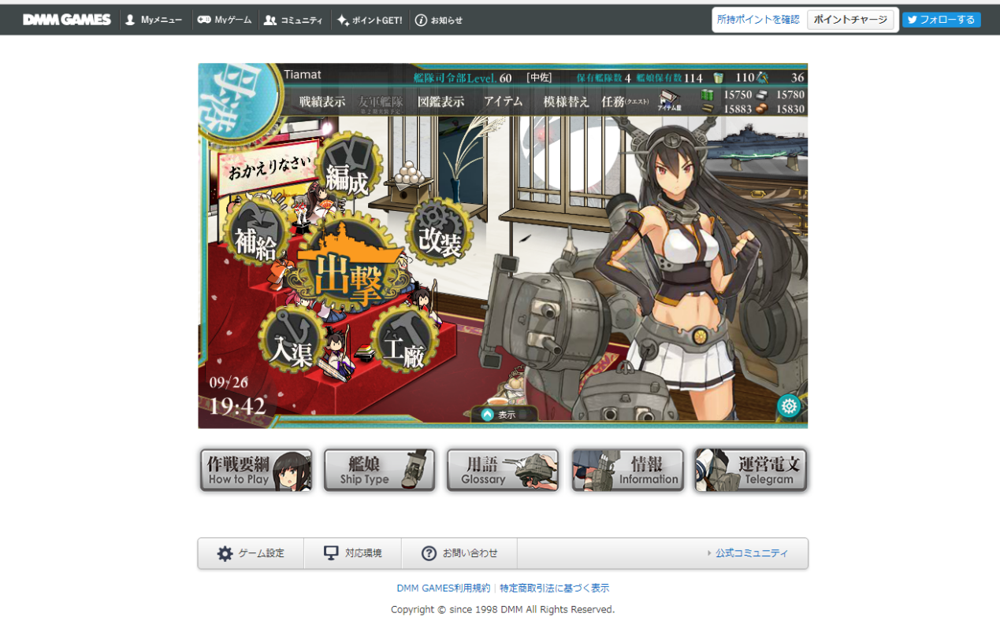 DMM GAMES Myメニュー Myゲーム コミュニティ ポイントGET! お知らせ 所持ポイントを確認 ポイントチャージ フォローする
母港
Tiamat 艦隊司令部Level. 60 [中佐] 保有艦隊数 4 艦娘保有数 114 110 36
戦績表示 友軍艦隊 図鑑表示 アイテム 模様替え 任務(クエスト) アイテム屋 15750 15780
15883 15830
おかえりなさい
編成
補給
改装
出撃
入渠
工廠
09/26
19:42
表示
作戦要綱 艦娘 用語 情報 運営電文
How to Play Ship Type Glossary Information Telegram
ゲーム設定 対応環境 お問い合わせ 公式コミュニティ
DMM GAMES利用規約 | 特定商取引法に基づく表示
Copyright © since 1998 DMM All Rights Reserved.